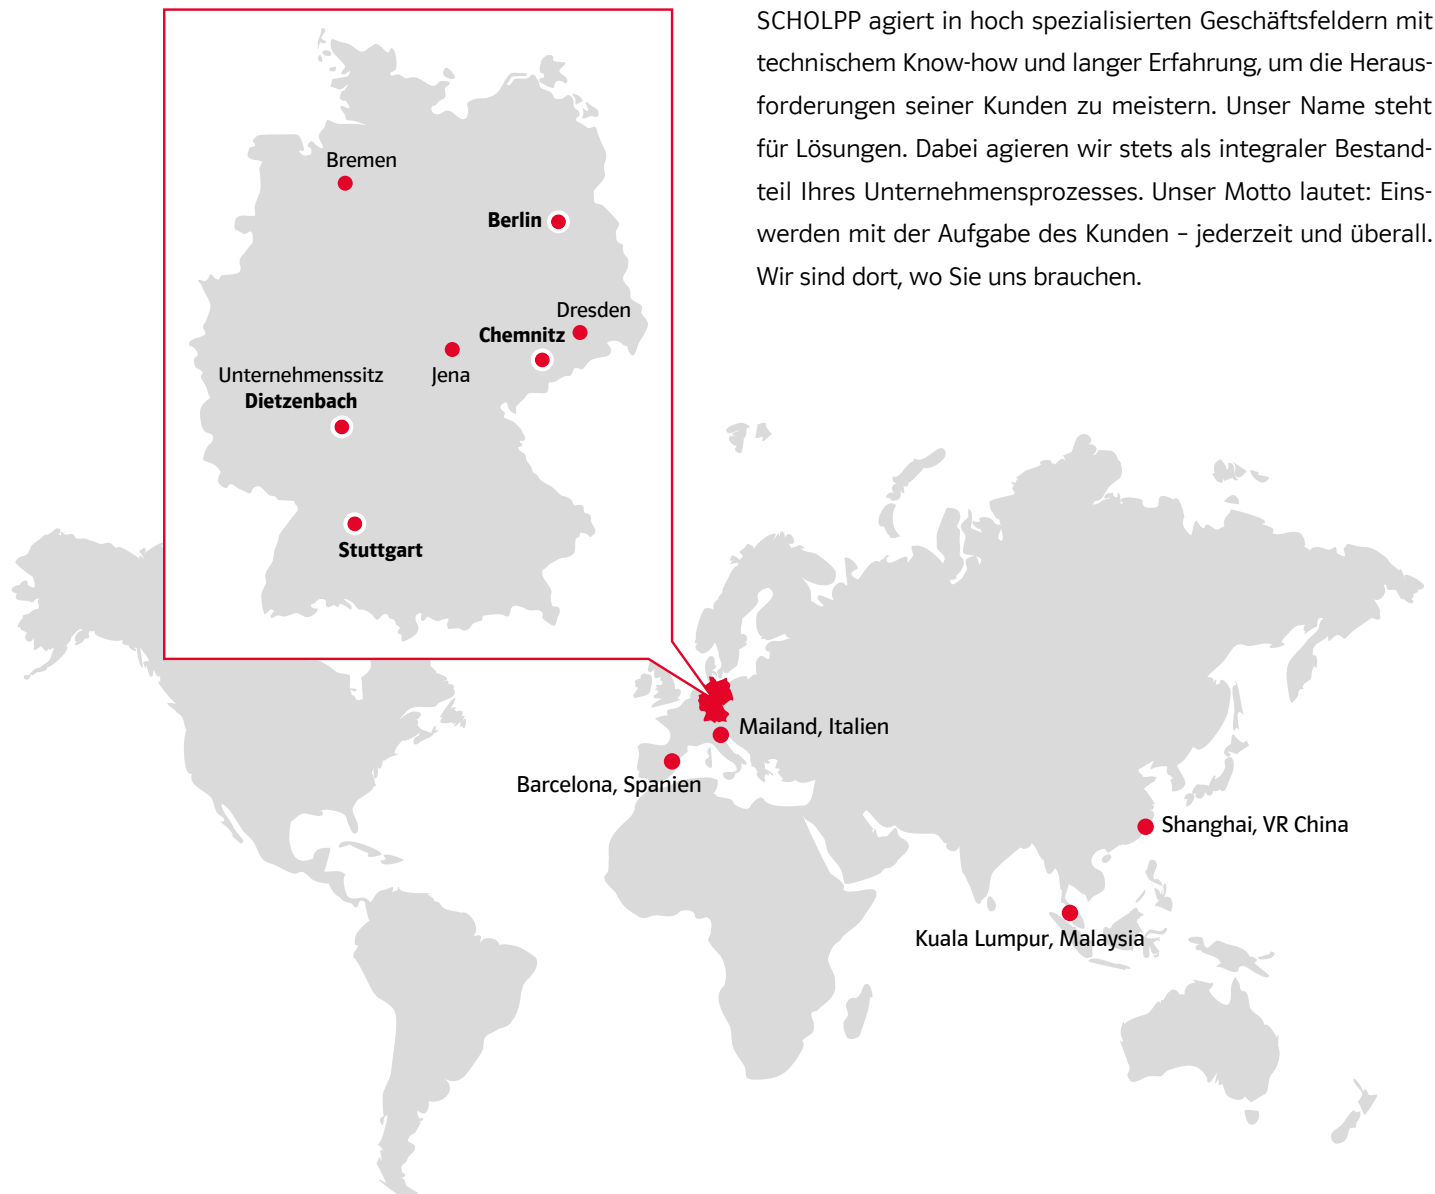 SCHOLPP agiert in hoch spezialisierten Geschäftsfeldern mit
technischem Know-how und langer Erfahrung, um die Heraus-
forderungen seiner Kunden zu meistern. Unser Name steht
für Lösungen. Dabei agieren wir stets als integraler Bestand-
teil Ihres Unternehmensprozesses. Unser Motto lautet: Eins-
werden mit der Aufgabe des Kunden – jederzeit und überall.
Wir sind dort, wo Sie uns brauchen.
Bremen
Berlin
Dresden
Chemnitz
Jena
Unternehmenssitz
Dietzenbach
Stuttgart
Mailand, Italien
Barcelona, Spanien
Shanghai, VR China
Kuala Lumpur, Malaysia